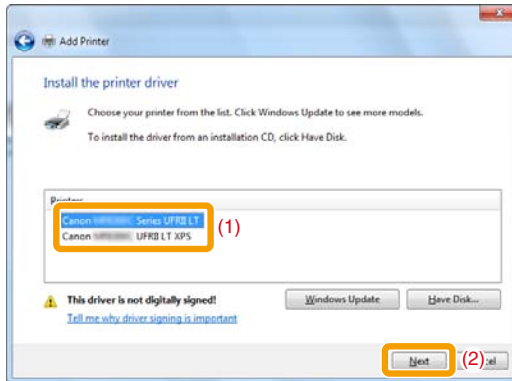 Add Printer
Install the printer driver
Choose your printer from the list. Click Windows Update to see more models.
To install the driver from an installation CD, click Have Disk.
Printers
Canon Series UFRII LT
(1)
Canon UFRII LT XPS
This driver is not digitally signed!
Windows Update
Have Disk...
Tell me why driver signing is important
Next
(2)